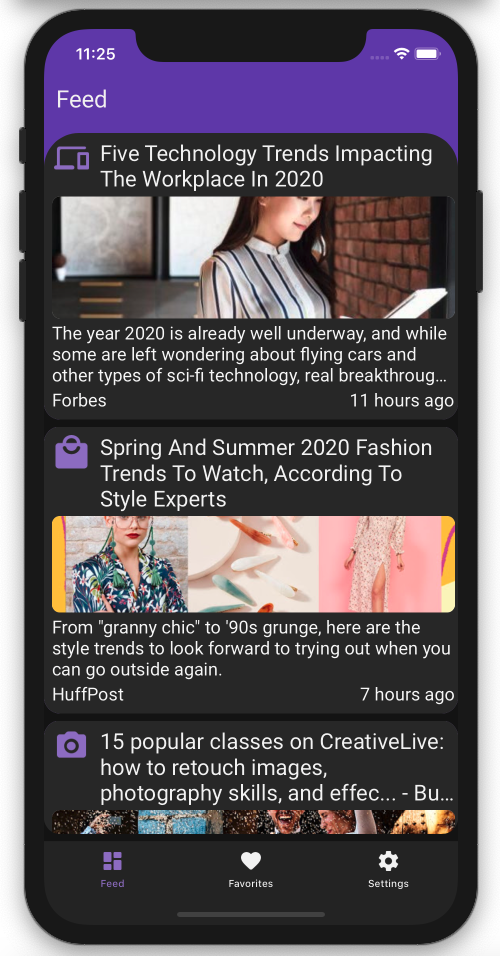 11:25
Feed
Five Technology Trends Impacting
The Workplace In 2020
The year 2020 is already well underway, and while
some are left wondering about flying cars and
other types of sci-fi technology, real breakthroug...
Forbes 11 hours ago
Spring And Summer 2020 Fashion
Trends To Watch, According To
Style Experts
From "granny chic" to '90s grunge, here are the
style trends to look forward to trying out when you
can go outside again.
HuffPost 7 hours ago
15 popular classes on CreativeLive:
how to retouch images,
photography skills, and effec... - Bu...
Feed Favorites Settings